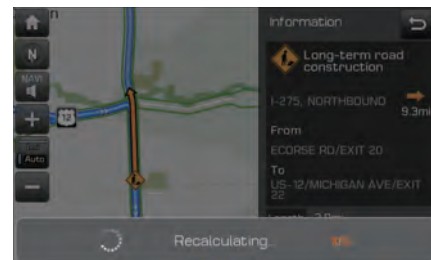 Information
N
NAVI
Long-term road
construction
I-275, NORTHBOUND
9.3mi
12
From
ECORSE RD/EXIT 20
Auto
To
US-12/MICHIGAN AVE/EXIT
22
Recalculating...